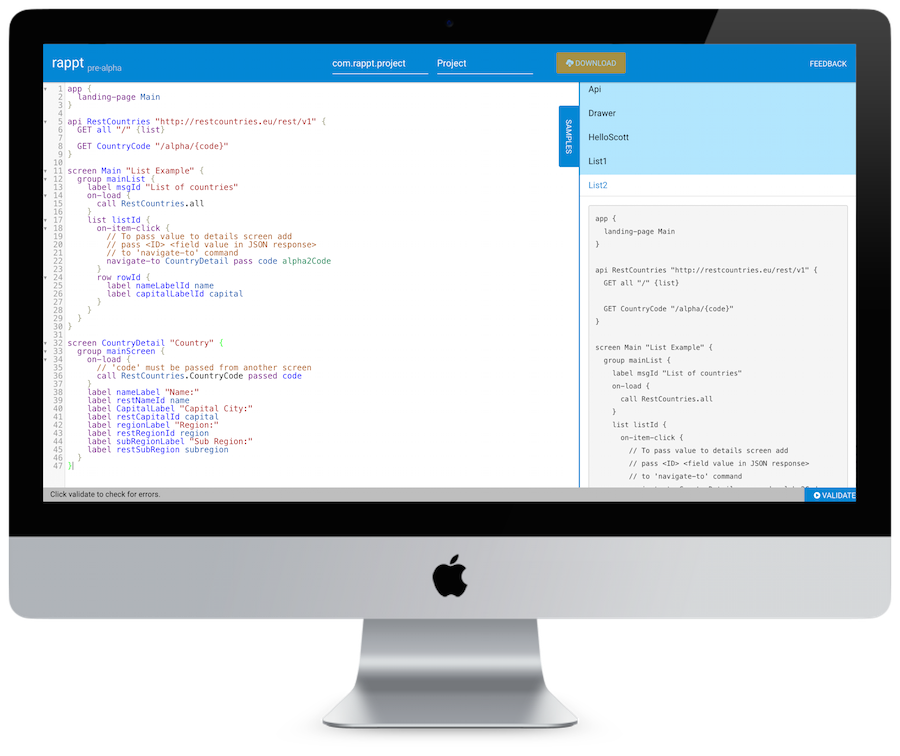 rappt pre-alpha
com.rappt.project
Project
DOWNLOAD
FEEDBACK
1 app {
2   landing-page Main
3 }
4
5 api RestCountries "http://restcountries.eu/rest/v1" {
6   GET all "/" {list}
7
8   GET CountryCode "/alpha/{code}"
9 }
10
11 screen Main "List Example" {
12   group mainList {
13     label msgId "List of countries"
14     on-load {
15       call RestCountries.all
16     }
17     list listId {
18       on-item-click {
19         // To pass value to details screen add
20         // pass <ID> <field value in JSON response>
21         // to 'navigate-to' command
22         navigate-to CountryDetail pass code alpha2Code
23       }
24       row rowId {
25         label nameLabelId name
26         label capitalLabelId capital
27       }
28     }
29   }
30 }
31
32 screen CountryDetail "Country" {
33   group mainScreen {
34     on-load {
35       // 'code' must be passed from another screen
36       call RestCountries.CountryCode passed code
37     }
38     label nameLabel "Name:"
39     label restNameId name
40     label CapitalLabel "Capital City:"
41     label restCapitalId capital
42     label regionLabel "Region:"
43     label restRegionId region
44     label subRegionLabel "Sub Region:"
45     label restSubRegion subregion
46   }
47 }
SAMPLES
Api
Drawer
HelloScott
List1
List2
app {
  landing-page Main
}
api RestCountries "http://restcountries.eu/rest/v1" {
  GET all "/" {list}
  GET CountryCode "/alpha/{code}"
}
screen Main "List Example" {
  group mainList {
    label msgId "List of countries"
    on-load {
      call RestCountries.all
    }
    list listId {
      on-item-click {
        // To pass value to details screen add
        // pass <ID> <field value in JSON response>
        // to 'navigate-to' command
Click validate to check for errors.
VALIDATE